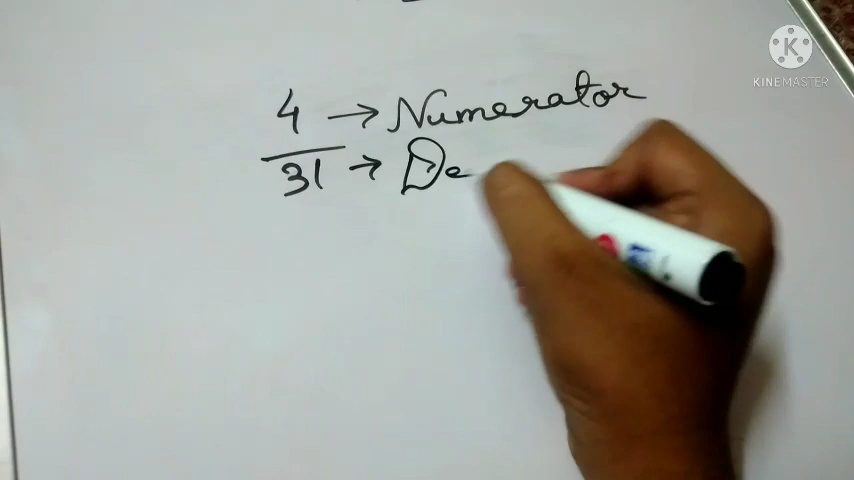 4 → Numerator
31 → De
K
KINEMASTER